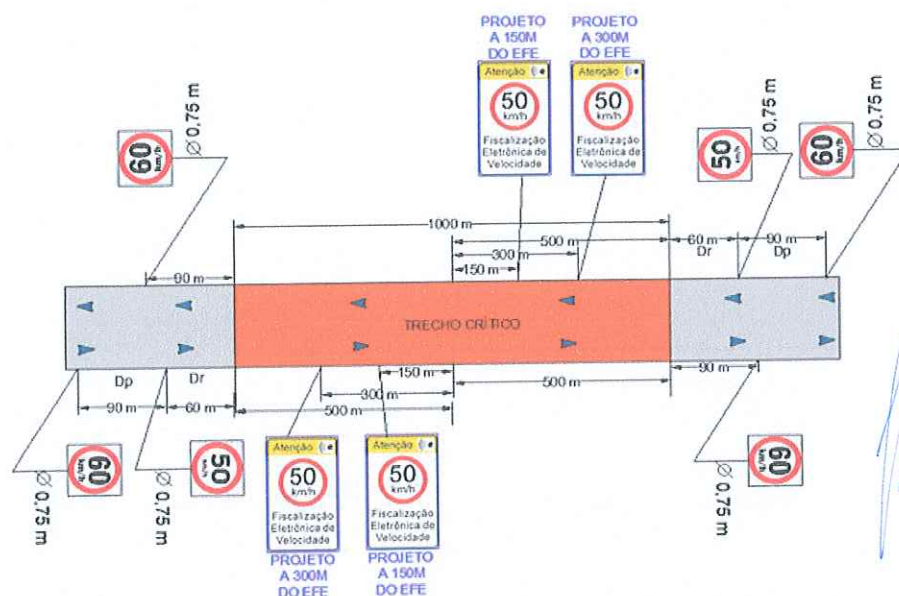 PROJETO
A 150M
DO EFE
PROJETO
A 300M
DO EFE
Atenção
50
km/h
Fiscalização
Eletrônica de
Velocidade
Atenção
50
km/h
Fiscalização
Eletrônica de
Velocidade
60
km/h
Ø 0,75 m
50
km/h
Ø 0,75 m
60
km/h
Ø 0,75 m
1000 m
500 m
60 m
90 m
300 m
Dr
Dp
150 m
90 m
TRECHO CRÍTICO
Dp
Dr
150 m
90 m
90 m
60 m
300 m
500 m
500 m
60
km/h
Ø 0,75 m
50
km/h
Ø 0,75 m
60
km/h
Ø 0,75 m
Atenção
50
km/h
Fiscalização
Eletrônica de
Velocidade
PROJETO
A 300M
DO EFE
Atenção
50
km/h
Fiscalização
Eletrônica de
Velocidade
PROJETO
A 150M
DO EFE